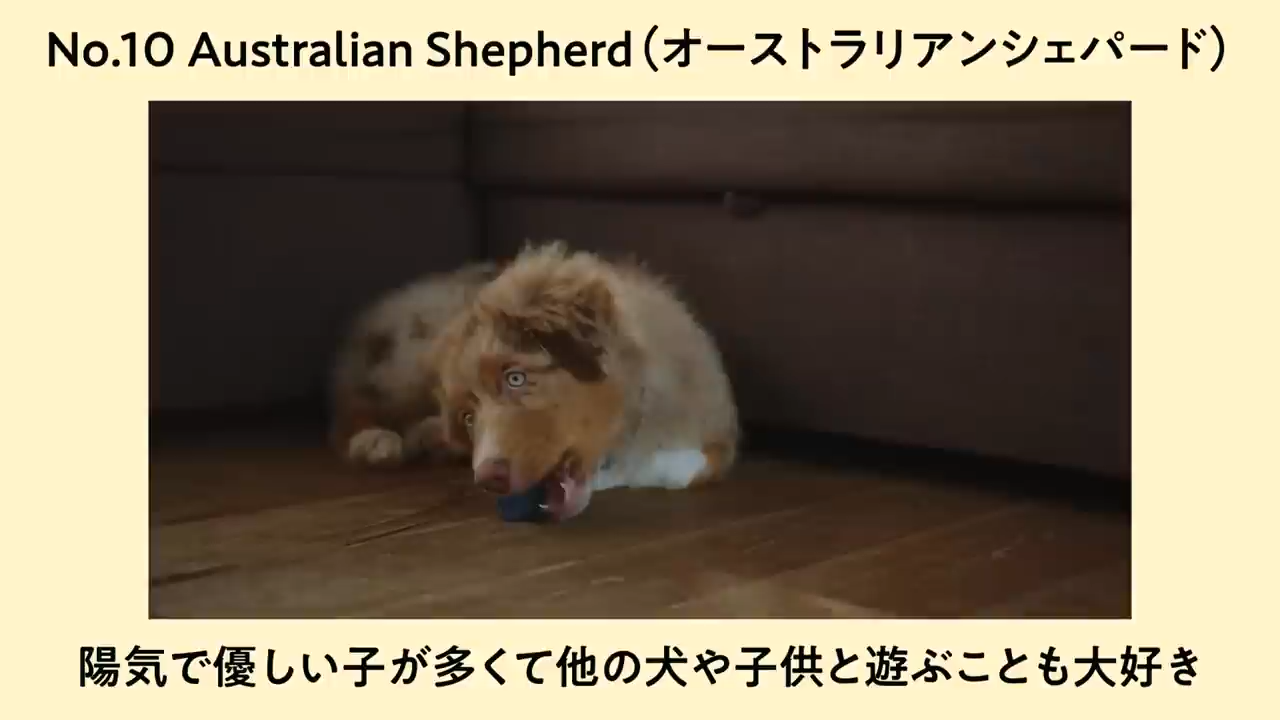 No.10 Australian Shepherd（オーストラリアンシェパード）
陽気で優しい子が多くて他の犬や子供と遊ぶことも大好き